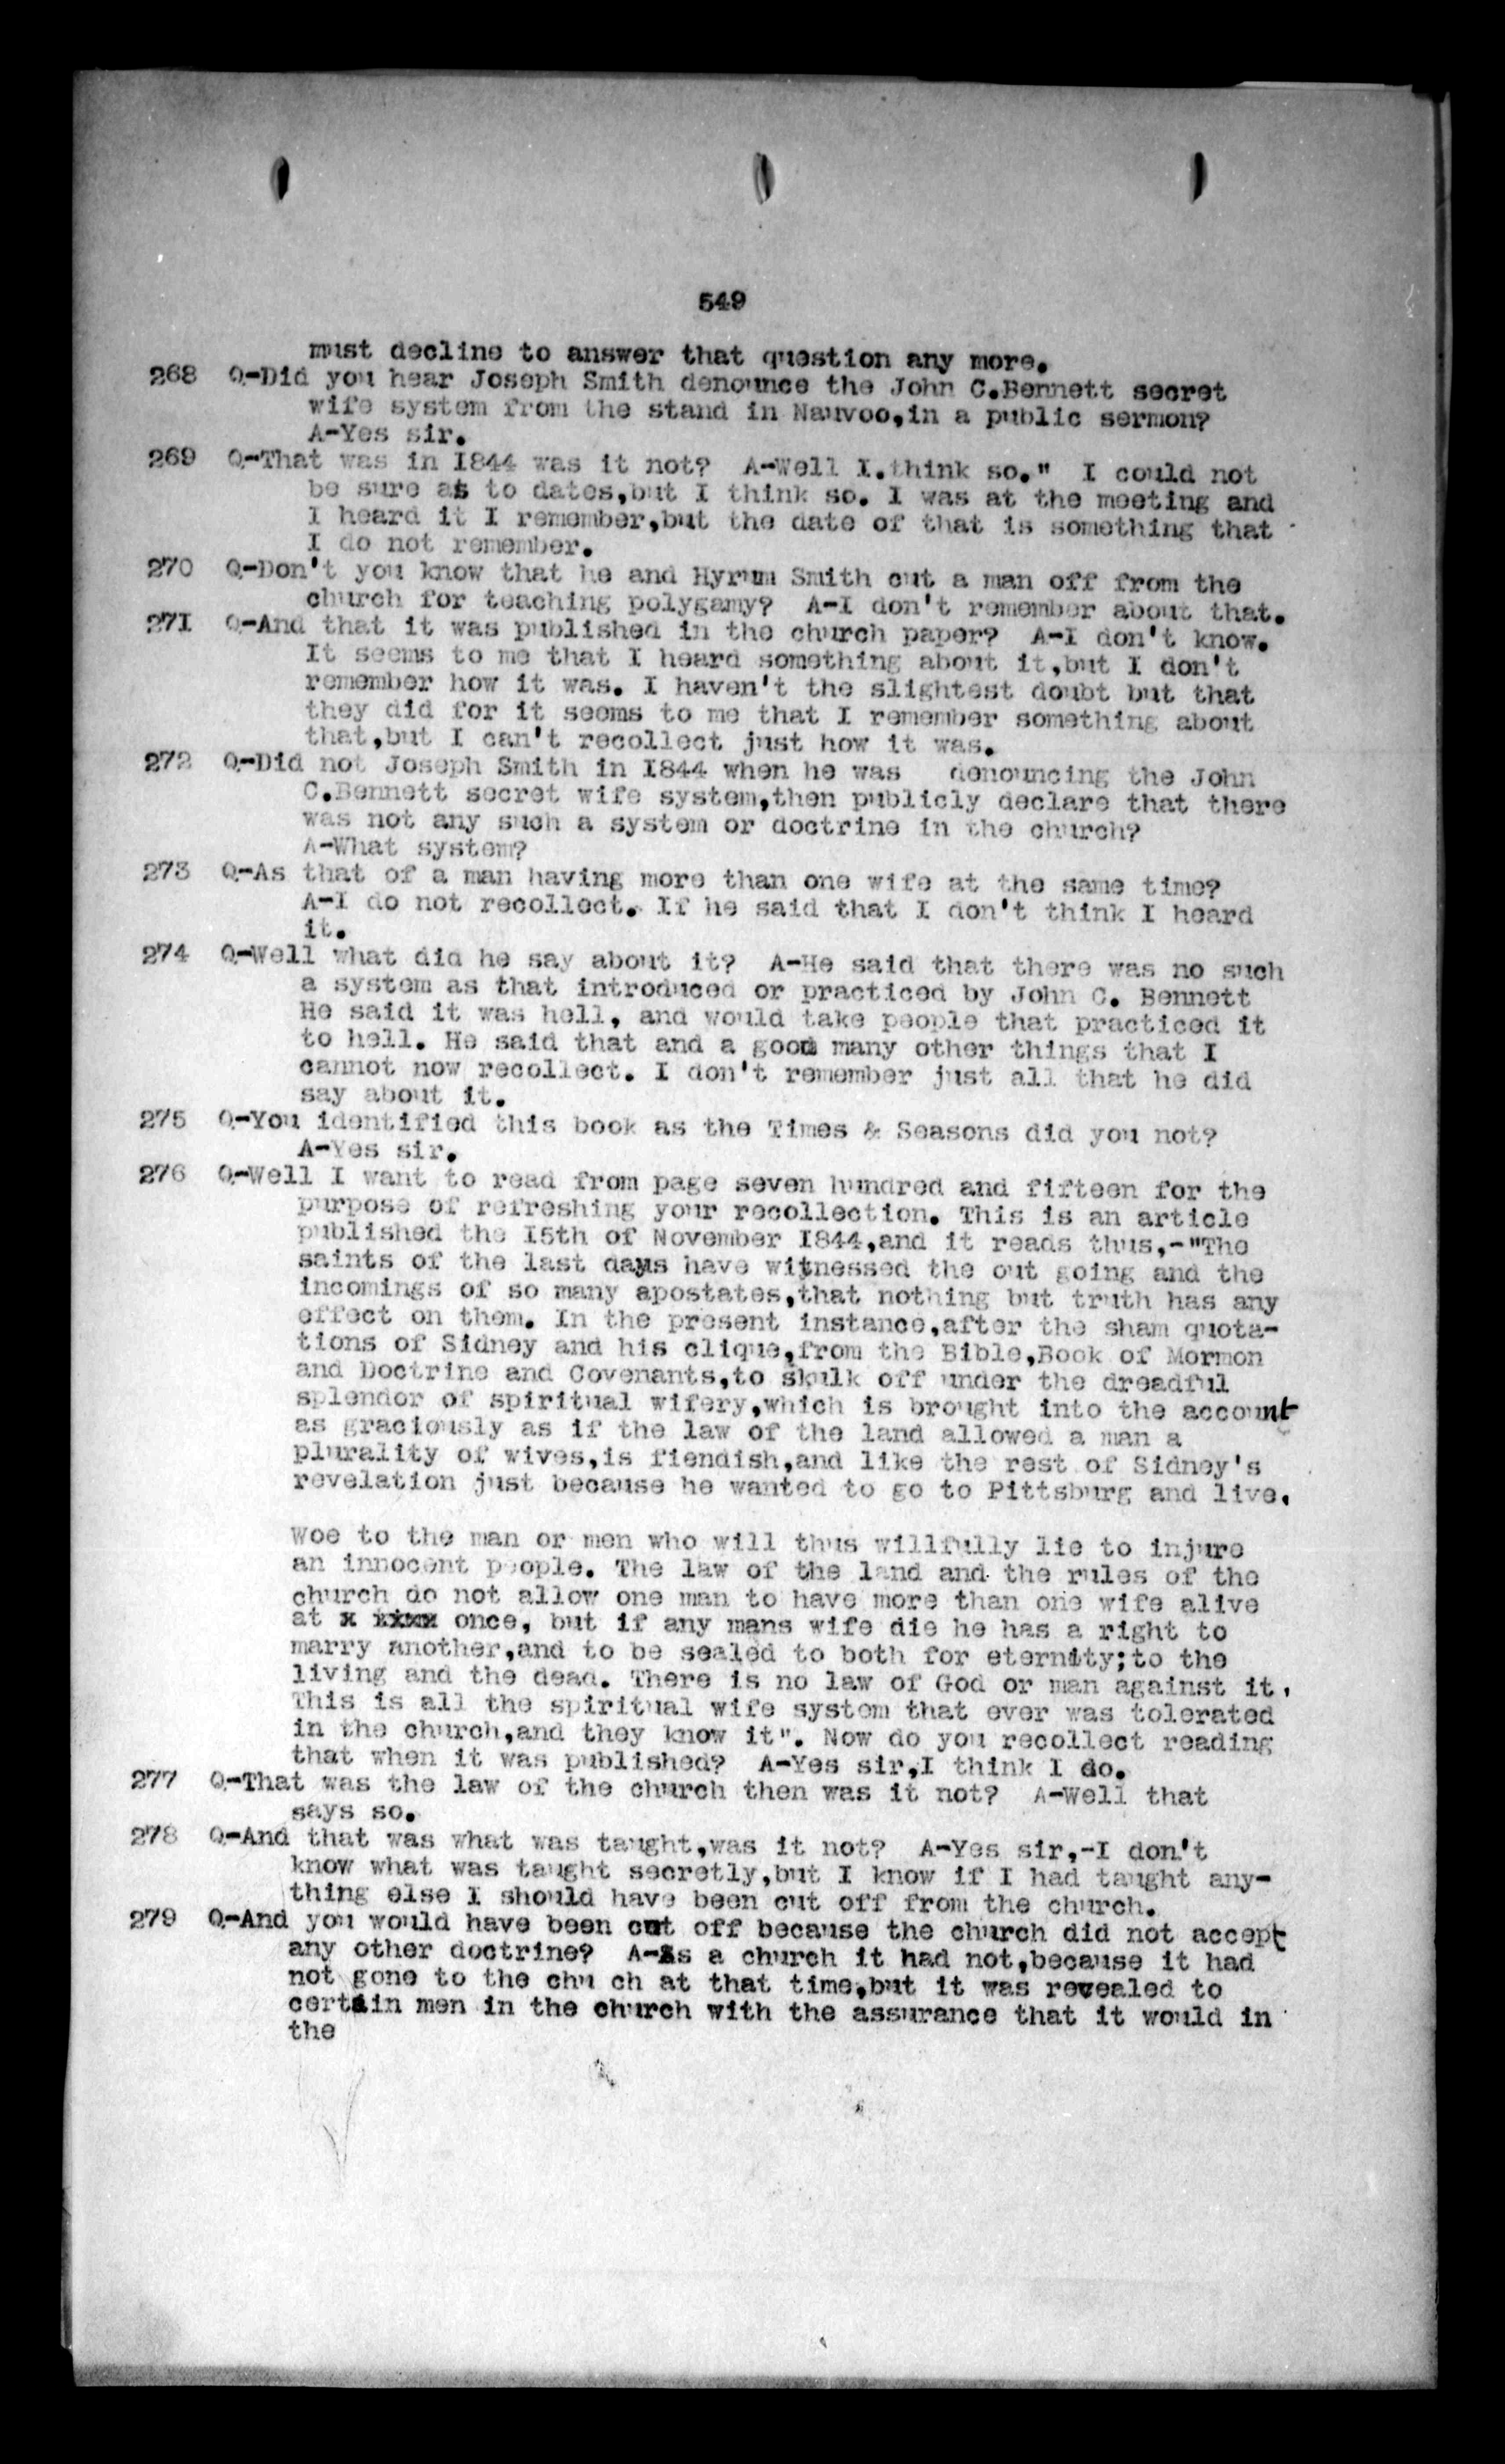 549
must decline to answer that question any more.
268 Q-Did you hear Joseph Smith denounce the John C.Bennett secret
wife system from the stand in Nauvoo,in a public sermon?
A-Yes sir.
269 Q-That was in I844 was it not? A-Well I.think so." I could not
be sure as to dates,but I think so. I was at the meeting and
I heard it I remember,but the date of that is something that
I do not remember.
270 Q-Don't you know that he and Hyrum Smith cut a man off from the
church for teaching polygamy? A-I don't remember about that.
27I Q-And that it was published in the church paper? A-I don't know.
It seems to me that I heard something about it,but I don't
remember how it was. I haven't the slightest doubt but that
they did for it seems to me that I remember something about
that,but I can't recollect just how it was.
272 Q-Did not Joseph Smith in I844 when he was denouncing the John
C.Bennett secret wife system,then publicly declare that there
was not any such a system or doctrine in the church?
A-What system?
273 Q-As that of a man having more than one wife at the same time?
A-I do not recollect. If he said that I don't think I heard
it.
274 Q-Well what did he say about it? A-He said that there was no such
a system as that introduced or practiced by John C. Bennett
He said it was hell, and would take people that practiced it
to hell. He said that and a good many other things that I
cannot now recollect. I don't remember just all that he did
say about it.
275 Q-You identified this book as the Times & Seasons did you not?
A-Yes sir.
276 Q-Well I want to read from page seven hundred and fifteen for the
purpose of refreshing your recollection. This is an article
published the I5th of November I844,and it reads thus,-"The
saints of the last days have witnessed the out going and the
incomings of so many apostates,that nothing but truth has any
effect on them. In the present instance,after the sham quota-
tions of Sidney and his clique,from the Bible,Book of Mormon
and Doctrine and Covenants,to skulk off under the dreadful
splendor of spiritual wifery,which is brought into the account
as graciously as if the law of the land allowed a man a
plurality of wives,is fiendish,and like the rest of Sidney's
revelation just because he wanted to go to Pittsburg and live.
Woe to the man or men who will thus willfully lie to injure
an innocent people. The law of the land and the rules of the
church do not allow one man to have more than one wife alive
at x xxxx once, but if any mans wife die he has a right to
marry another,and to be sealed to both for eternity;to the
living and the dead. There is no law of God or man against it.
This is all the spiritual wife system that ever was tolerated
in the church,and they know it". Now do you recollect reading
that when it was published? A-Yes sir,I think I do.
277 Q-That was the law of the church then was it not? A-Well that
says so.
278 Q-And that was what was taught,was it not? A-Yes sir,-I don't
know what was taught secretly,but I know if I had taught any-
thing else I should have been cut off from the church.
279 Q-And you would have been cut off because the church did not accept
any other doctrine? A-As a church it had not,because it had
not gone to the chu ch at that time,but it was revealed to
certain men in the church with the assurance that it would in
the